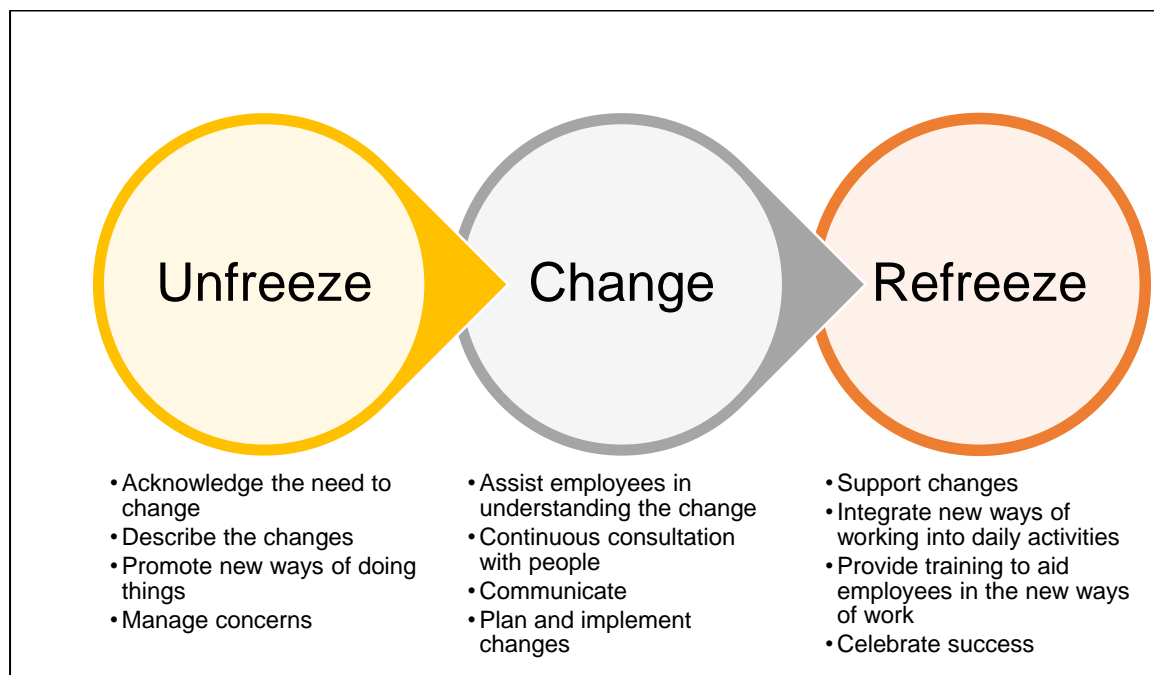 Unfreeze
Change
Refreeze
•Acknowledge the need to
change
•Describe the changes
•Promote new ways of doing
things
•Manage concerns
•Assist employees in
understanding the change
•Continuous consultation
with people
•Communicate
•Plan and implement
changes
•Support changes
•Integrate new ways of
working into daily activities
•Provide training to aid
employees in the new ways
of work
•Celebrate success